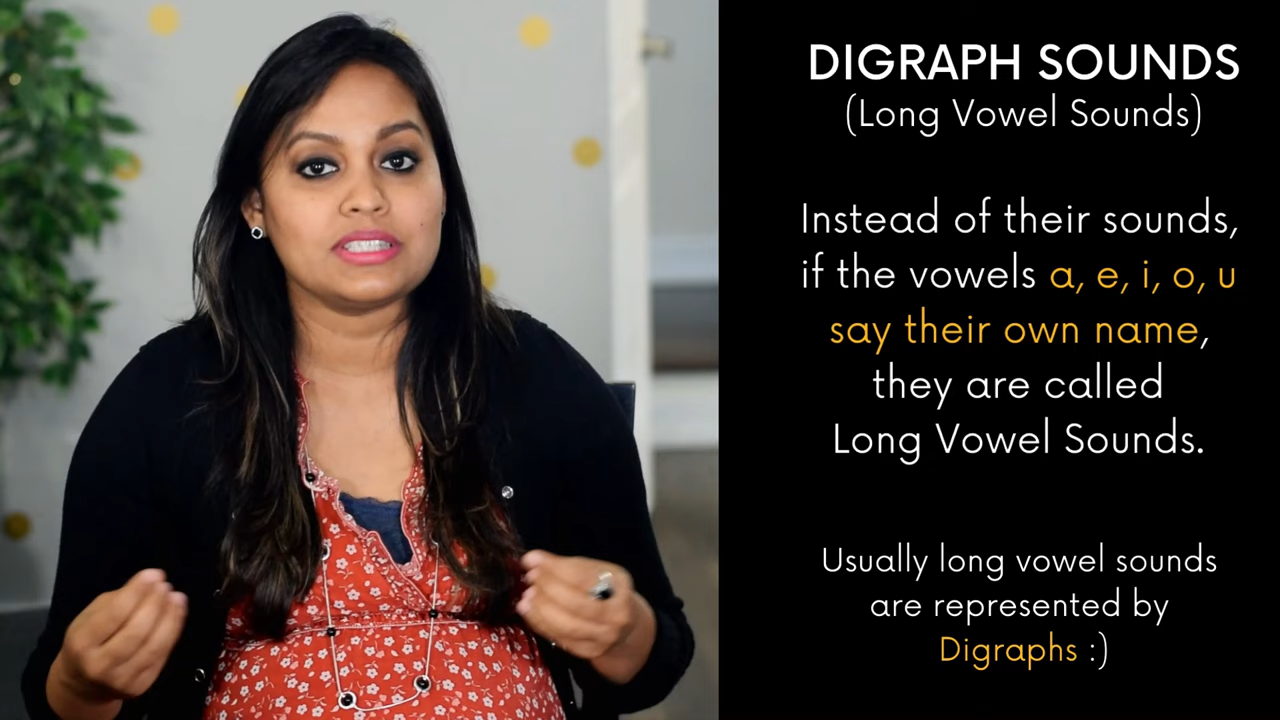 DIGRAPH SOUNDS
(Long Vowel Sounds)
Instead of their sounds,
if the vowels a, e, i, o, u
say their own name,
they are called
Long Vowel Sounds.
Usually long vowel sounds
are represented by
Digraphs :)